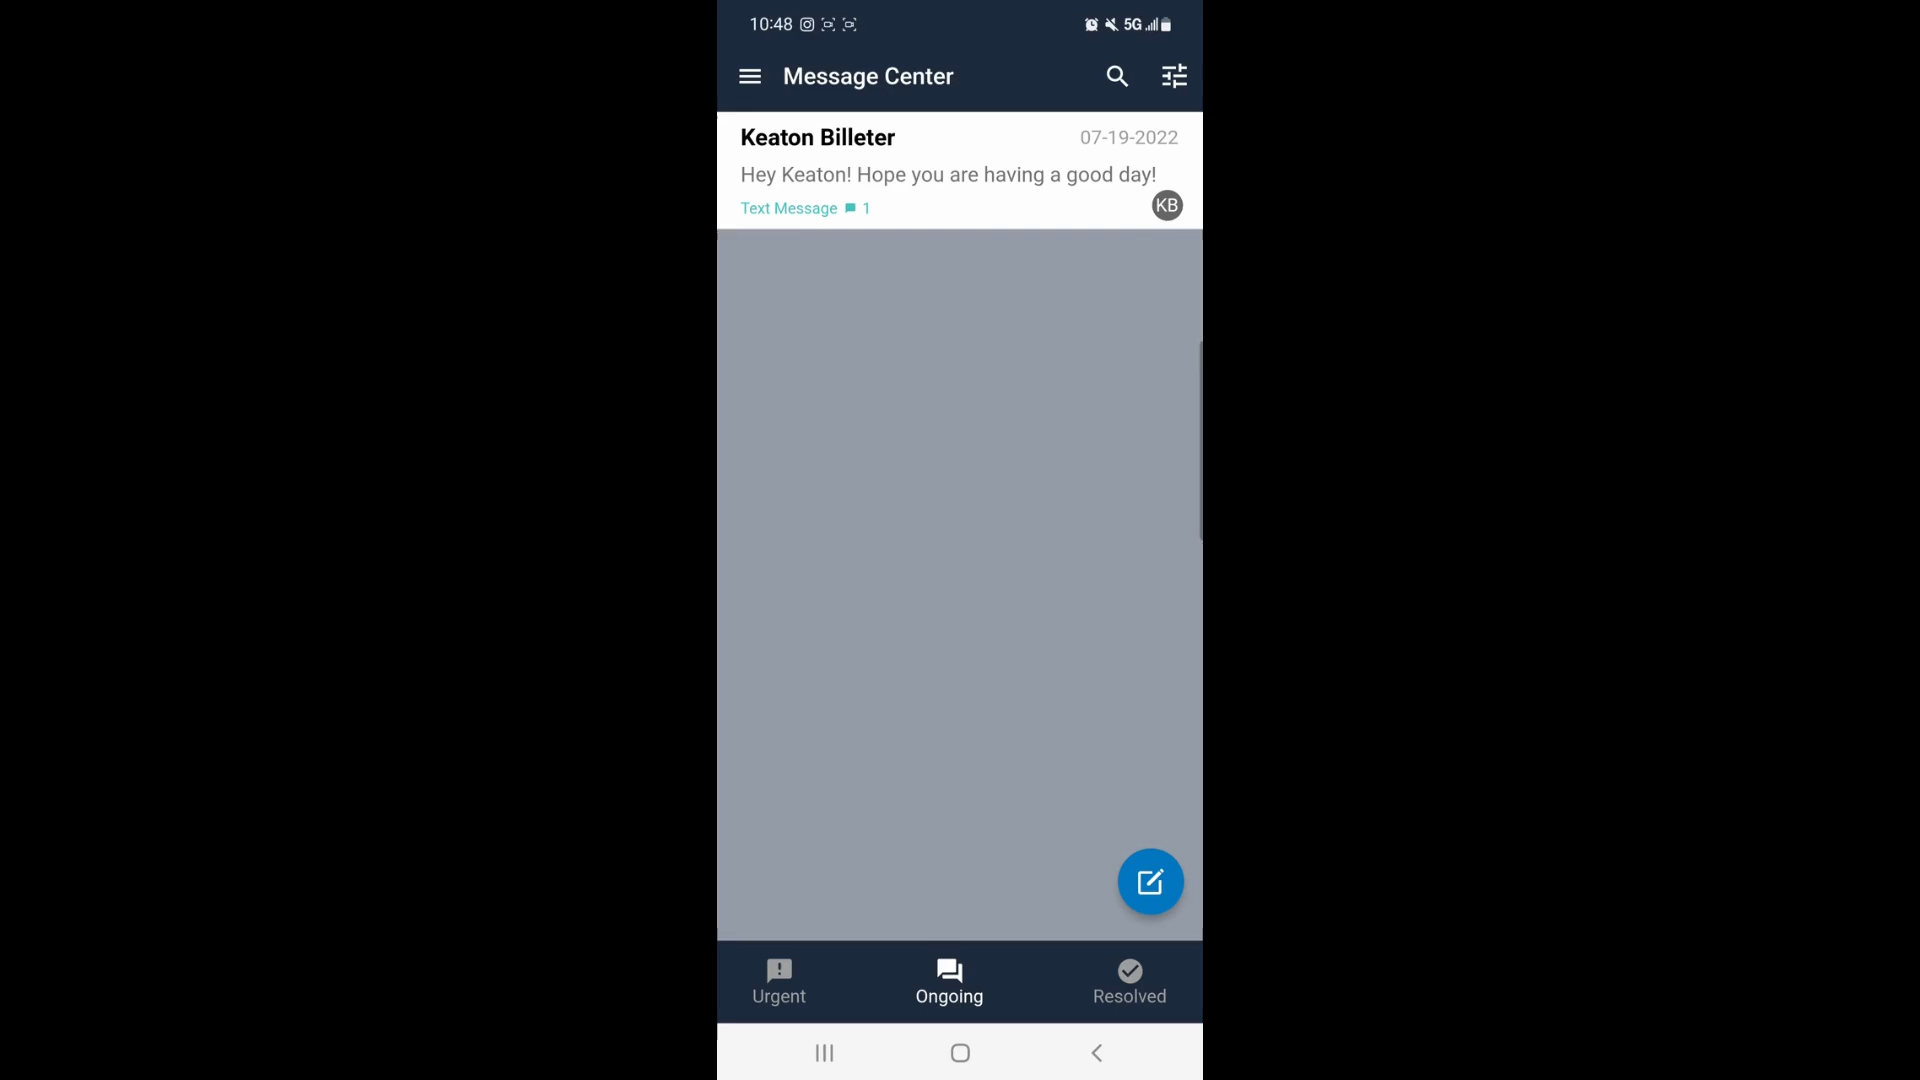 10:48 5G
Message Center
Keaton Billeter 07-19-2022
Hey Keaton! Hope you are having a good day!
Text Message 1
KB
Urgent Ongoing Resolved